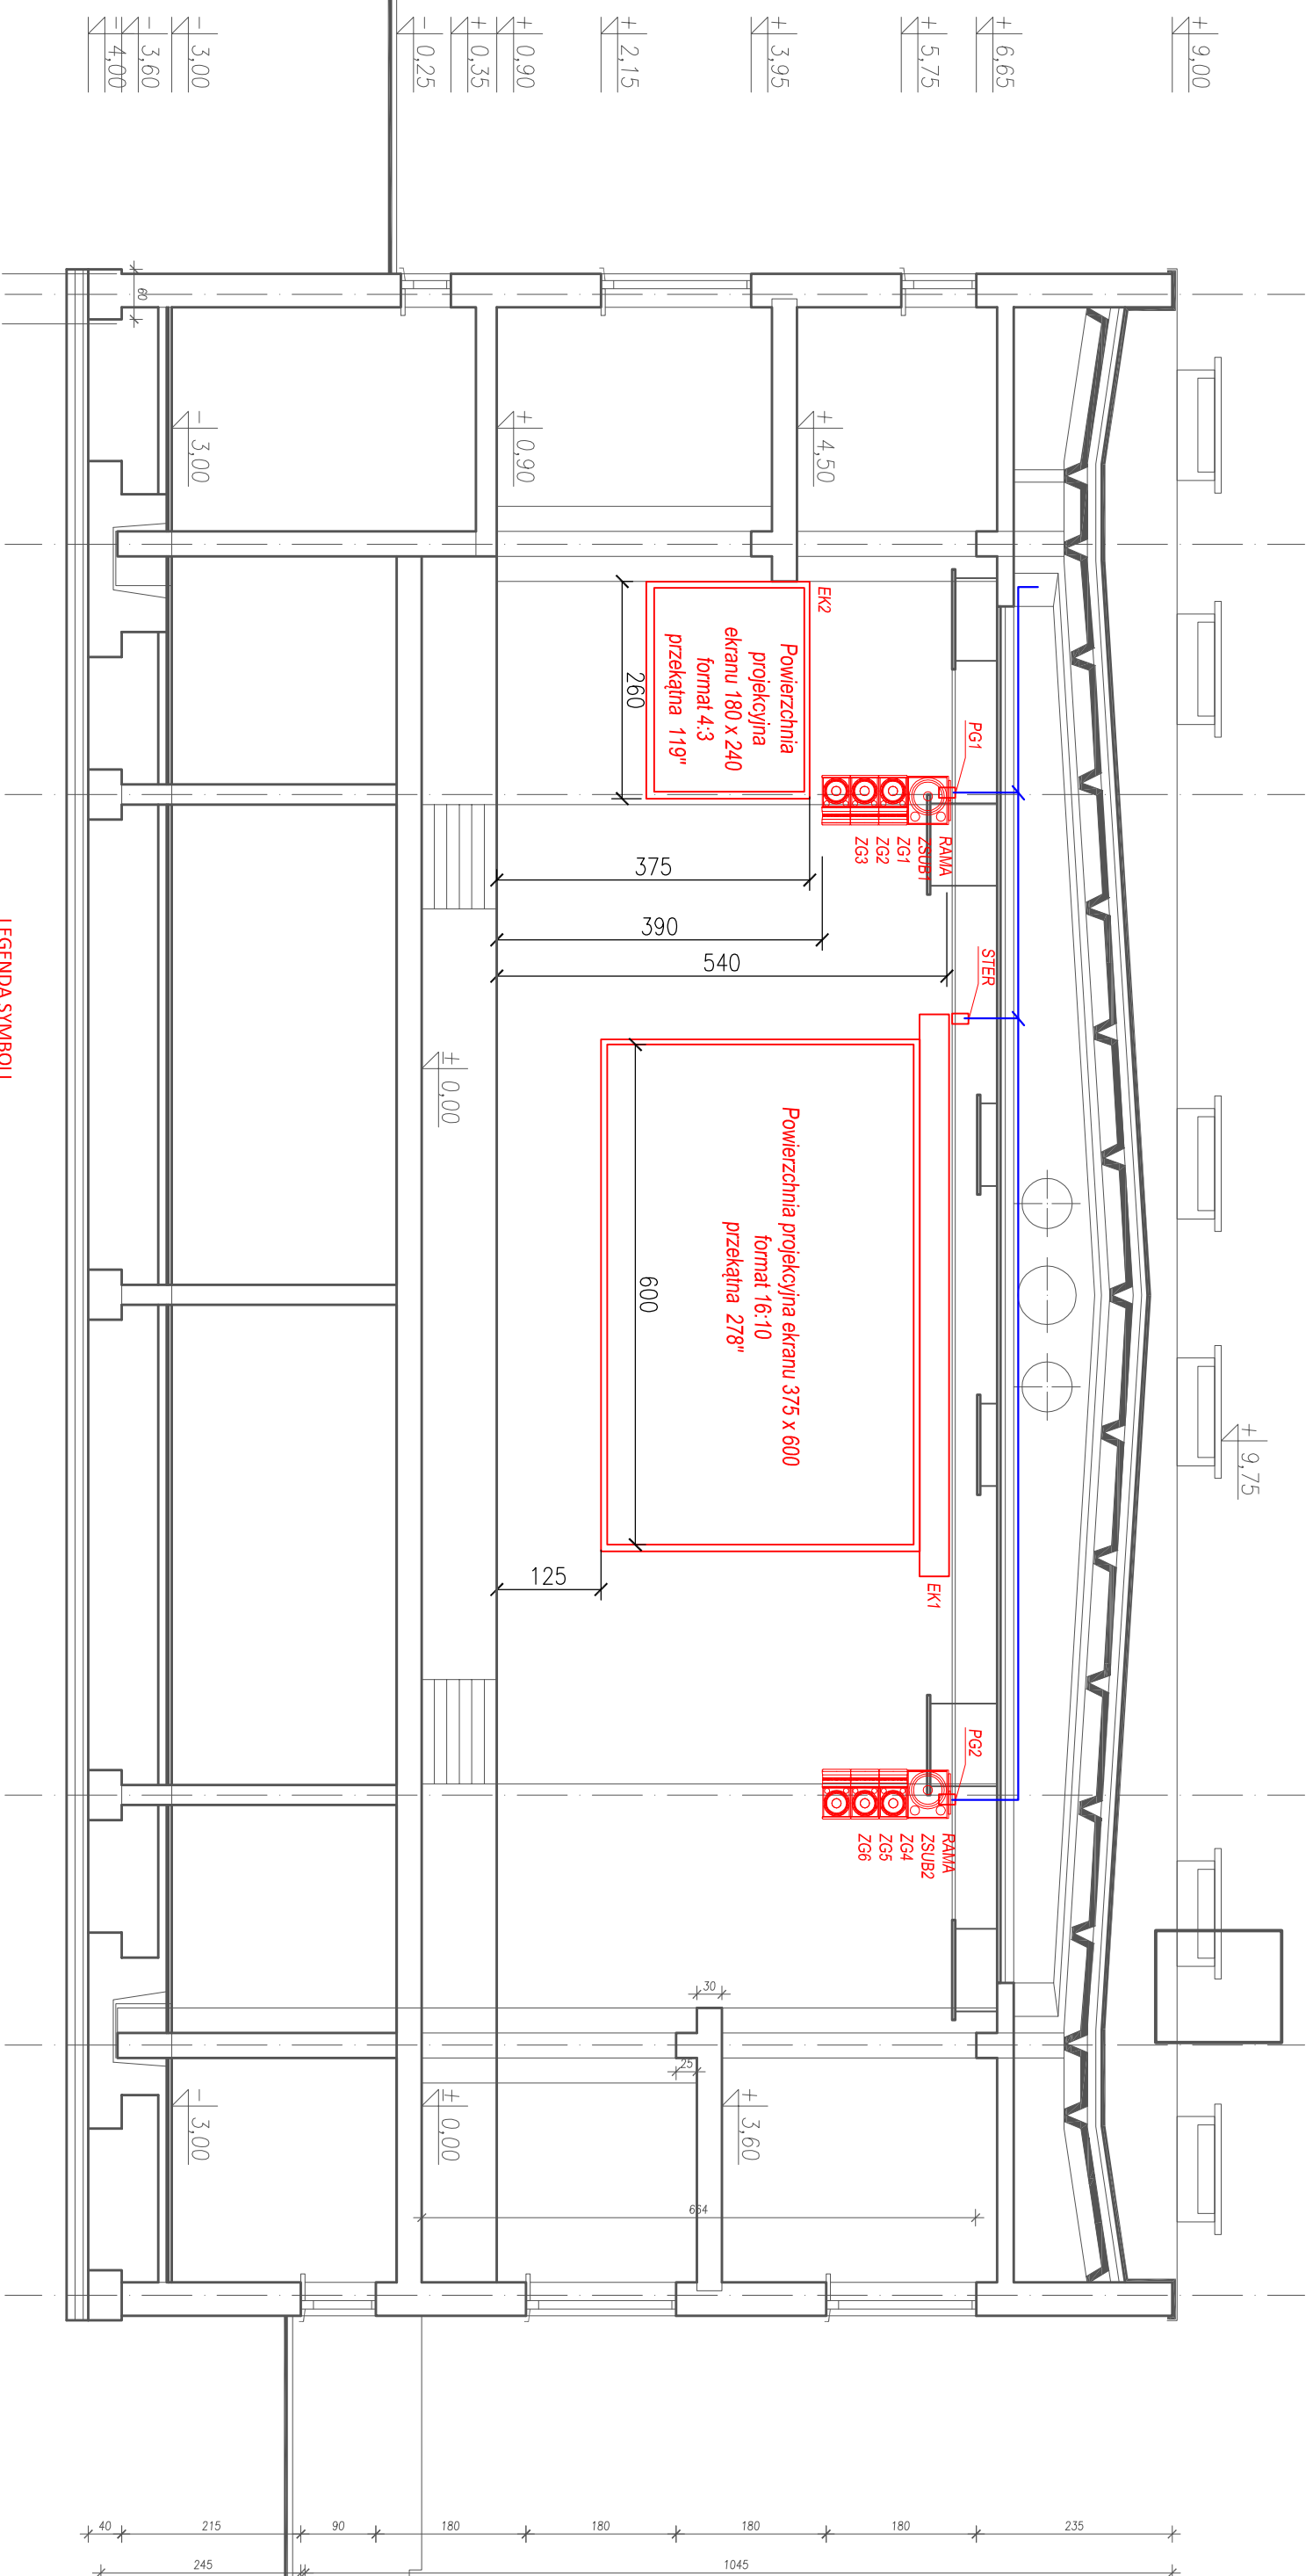 + 9,00
+ 6,65
+ 5,75
+ 3,95
+ 2,15
+ 0,90
+ 0,35
- 0,25
- 3,00
- 3,60
- 4,00
+ 9,75
60
+ 4,50
+ 0,90
- 3,00
EK2
Powierzchnia
projekcyjna
ekranu 180 x 240
format 4:3
przekątna 119"
260
PG1
RAMA
ZSUB1
ZG1
ZG2
ZG3
375
390
540
STER
± 0,00
Powierzchnia projekcyjna ekranu 375 x 600
format 16:10
przekątna 278"
600
EK1
125
PG2
RAMA
ZSUB2
ZG4
ZG5
ZG6
30
25
+ 3,60
± 0,00
- 3,00
664
235
180
180
180
180
90
215
40
1045
245
LEGENDA SYMBOLI